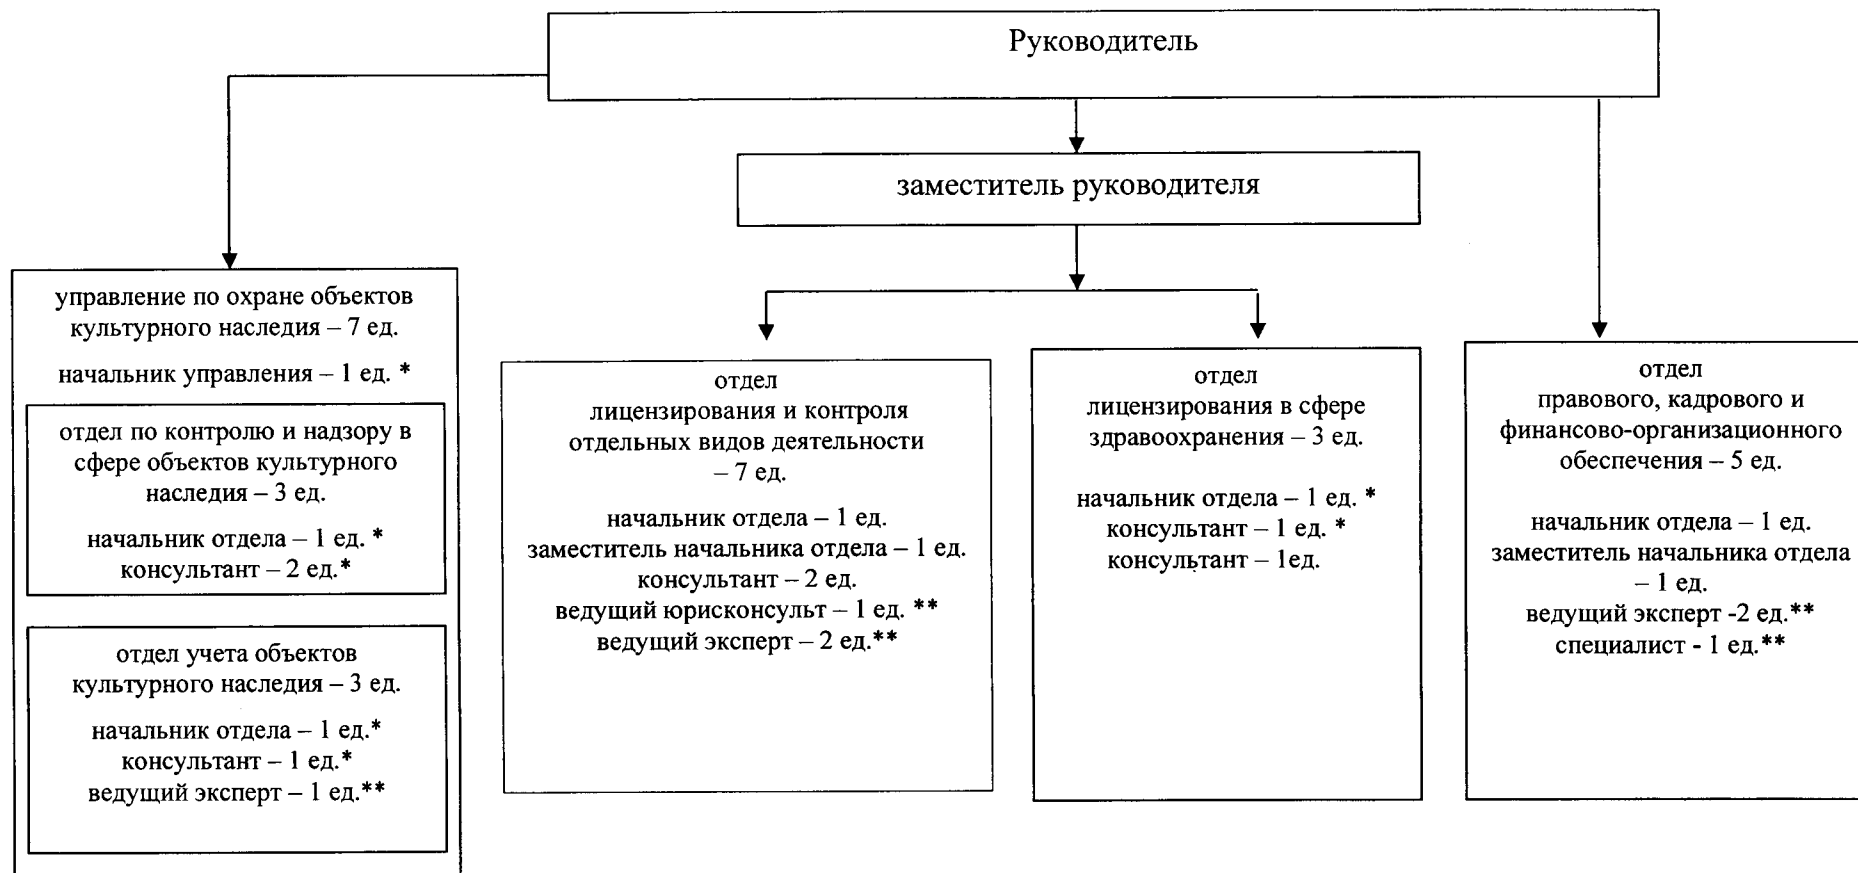 Руководитель
заместитель руководителя
управление по охране объектов
культурного наследия – 7 ед.
начальник управления – 1 ед. *
отдел по контролю и надзору в
сфере объектов культурного
наследия – 3 ед.
начальник отдела – 1 ед. *
консультант – 2 ед.*
отдел учета объектов
культурного наследия – 3 ед.
начальник отдела – 1 ед.*
консультант – 1 ед.*
ведущий эксперт – 1 ед.**
отдел
лицензирования и контроля
отдельных видов деятельности
– 7 ед.
начальник отдела – 1 ед.
заместитель начальника отдела – 1 ед.
консультант – 2 ед.
ведущий юрисконсульт – 1 ед. **
ведущий эксперт – 2 ед.**
отдел
лицензирования в сфере
здравоохранения – 3 ед.
начальник отдела – 1 ед. *
консультант – 1 ед. *
консультант – 1ед.
отдел
правового, кадрового и
финансово-организационного
обеспечения – 5 ед.
начальник отдела – 1 ед.
заместитель начальника отдела
– 1 ед.
ведущий эксперт -2 ед.**
специалист - 1 ед.**